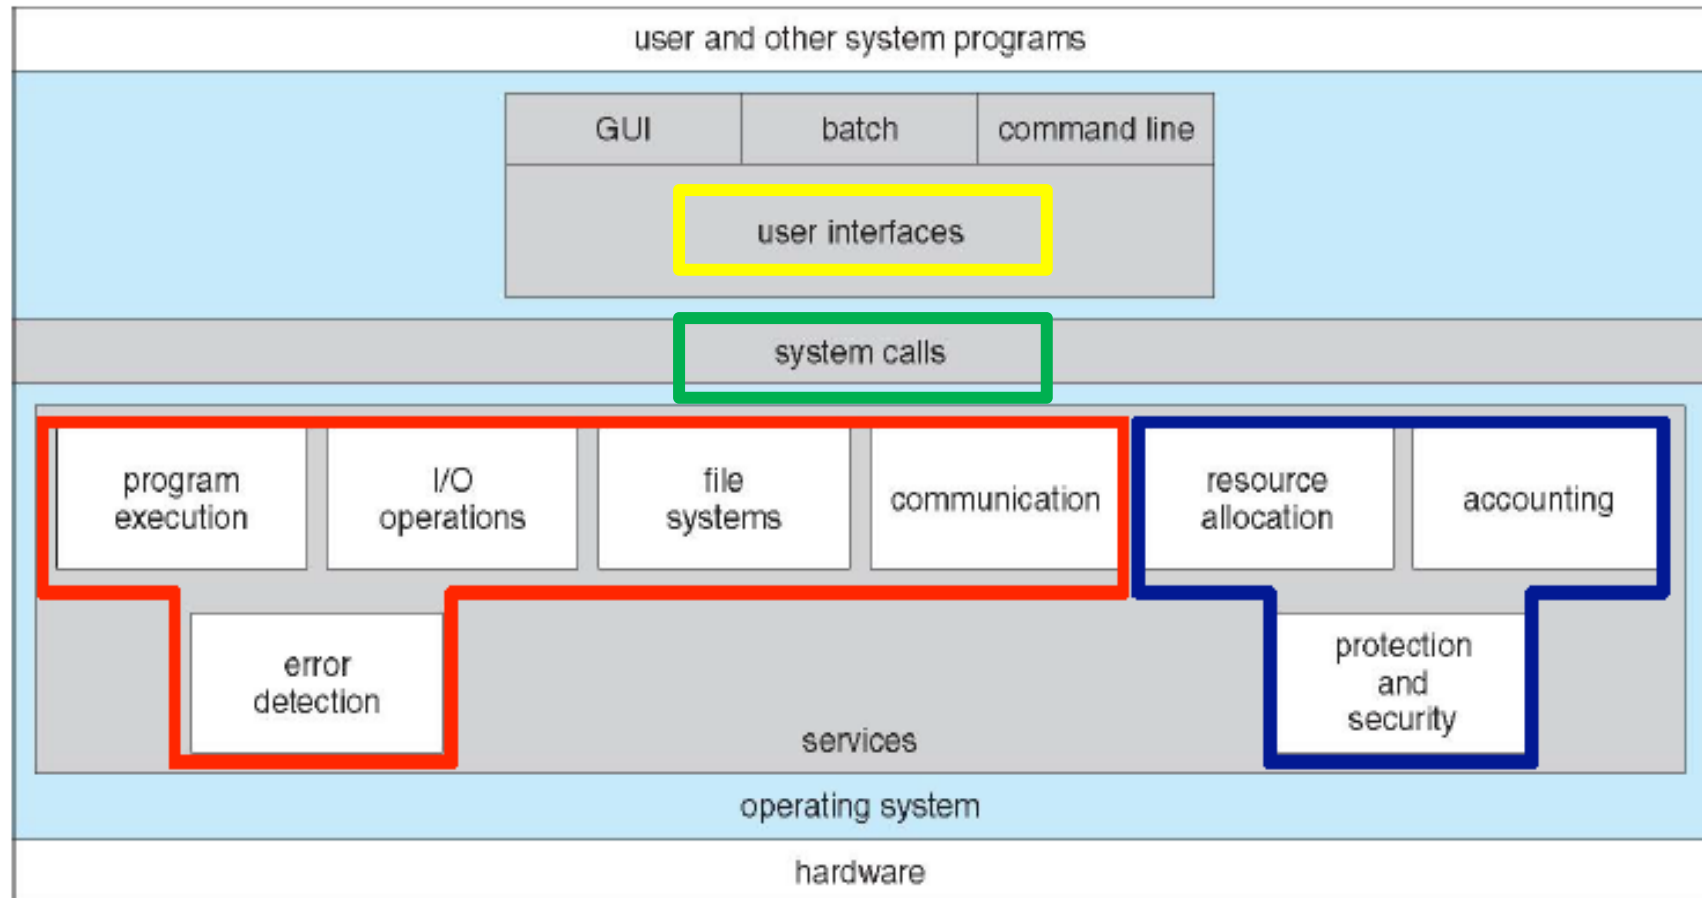 user and other system programs
GUI
batch
command line
user interfaces
system calls
program
execution
I/O
operations
file
systems
communication
resource
allocation
accounting
error
detection
protection
and
security
services
operating system
hardware